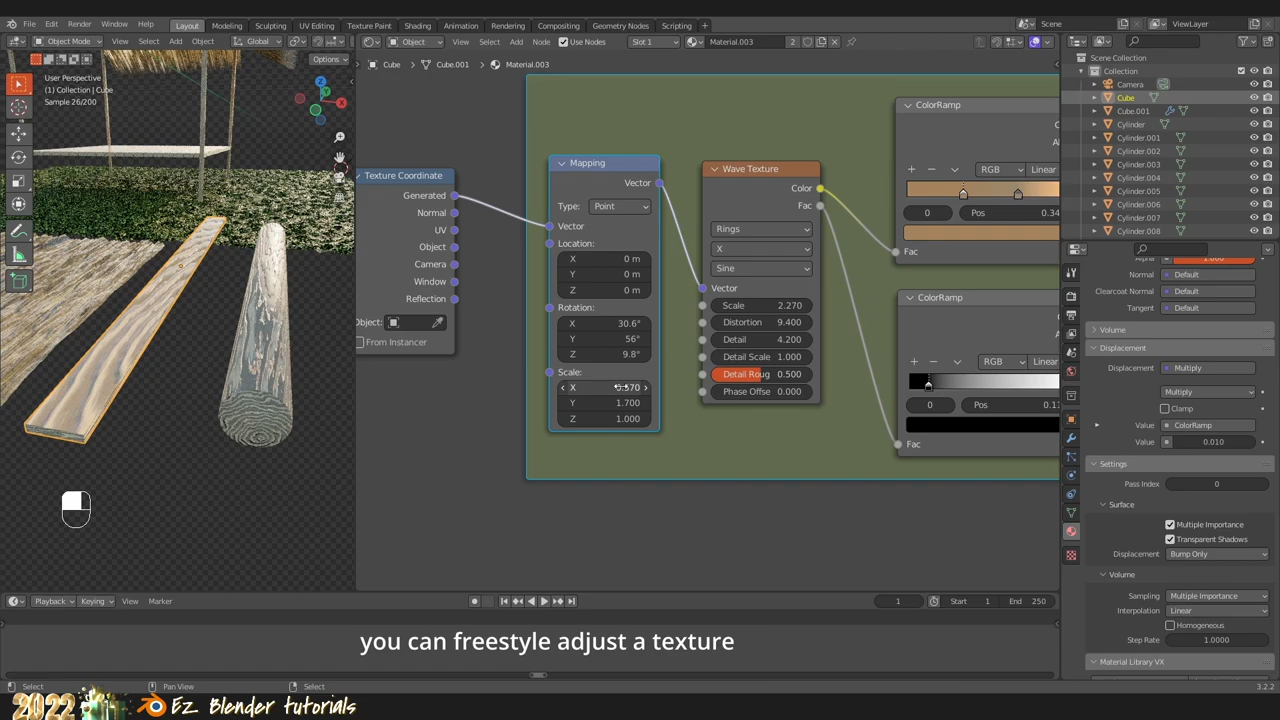 File Edit Render Window Help Layout Modeling Sculpting UV Editing Texture Paint Shading Animation Rendering Compositing Geometry Nodes Scripting + Scene ViewLayer
Object Mode View Select Add Object Global Object View Select Add Node Use Nodes Slot 1 Material.003 2
Options
Cube > Cube.001 > Material.003
User Perspective
(1) Collection | Cube
Sample 26/200
Z
Y
X
Texture Coordinate
Generated
Normal
UV
Object
Camera
Window
Reflection
Object:
From Instancer
Mapping
Vector
Type: Point
Vector
Location:
X 0 m
Y 0 m
Z 0 m
Rotation:
X 30.6°
Y 56°
Z 9.8°
Scale:
X
Y 1.700
Z 1.000
Wave Texture
Color
Fac
Rings
X
Sine
Vector
Scale 2.270
Distortion 9.400
Detail 4.200
Detail Scale 1.000
Detail Roug 0.500
Phase Offse 0.000
ColorRamp
RGB Linear
0 Pos 0.34
Fac
ColorRamp
RGB Linear
0 Pos 0.1
Fac
Scene Collection
Collection
Camera
Cube
Cube.001
Cylinder
Cylinder.001
Cylinder.002
Cylinder.003
Cylinder.004
Cylinder.005
Cylinder.006
Cylinder.007
Cylinder.008
Alpha
Normal Default
Clearcoat Normal Default
Tangent Default
Volume
Displacement
Displacement Multiply
Multiply
Clamp
Value ColorRamp
Value 0.010
Settings
Pass Index 0
Surface
Multiple Importance
Transparent Shadows
Displacement Bump Only
Volume
Sampling Multiple Importance
Interpolation Linear
Homogeneous
Step Rate 1.0000
Material Library VX
Playback Keying View Marker 1 Start 1 End 250
you can freestyle adjust a texture
Select Pan View Select 3.2.2
2022 Ez Blender tutorials